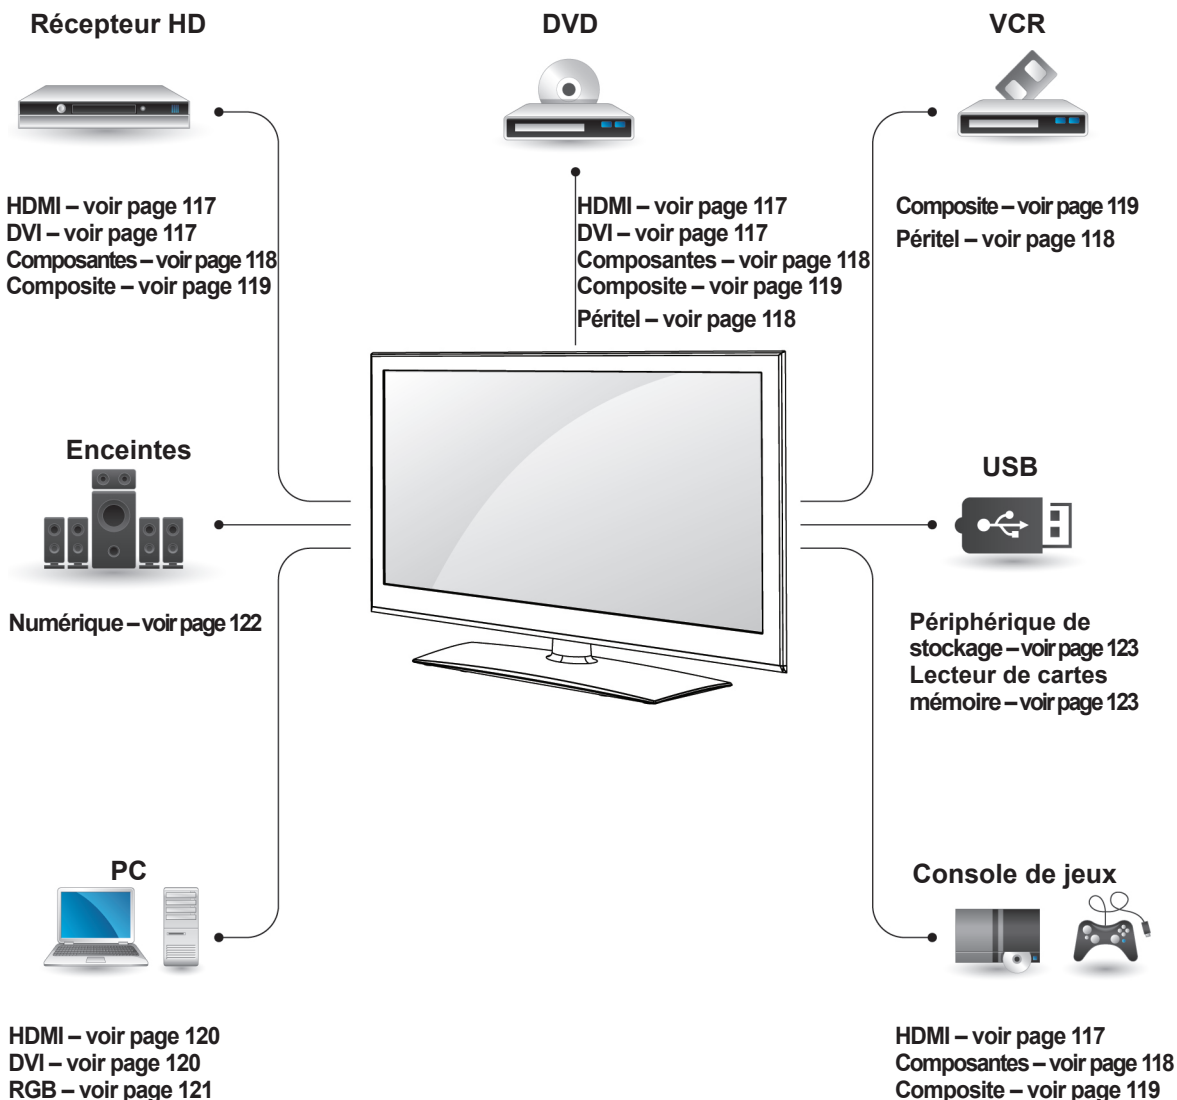 Récepteur HD
HDMI – voir page 117
DVI – voir page 117
Composantes – voir page 118
Composite – voir page 119
DVD
HDMI – voir page 117
DVI – voir page 117
Composantes – voir page 118
Composite – voir page 119
Péritel – voir page 118
VCR
Composite – voir page 119
Péritel – voir page 118
Enceintes
Numérique – voir page 122
USB
Périphérique de
stockage – voir page 123
Lecteur de cartes
mémoire – voir page 123
PC
HDMI – voir page 120
DVI – voir page 120
RGB – voir page 121
Console de jeux
HDMI – voir page 117
Composantes – voir page 118
Composite – voir page 119